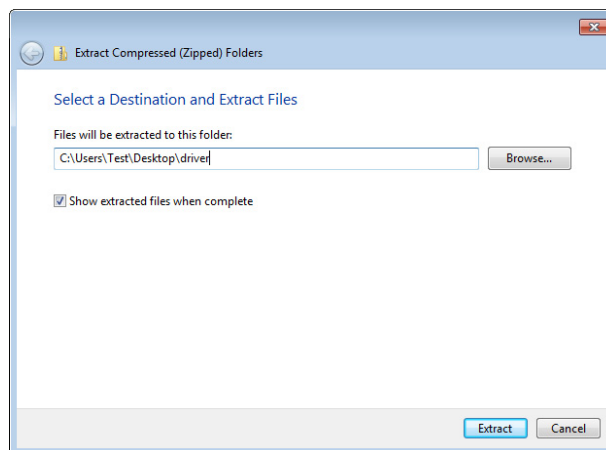 Extract Compressed (Zipped) Folders
Select a Destination and Extract Files
Files will be extracted to this folder:
C:\Users\Test\Desktop\driver
Browse...
Show extracted files when complete
Extract
Cancel